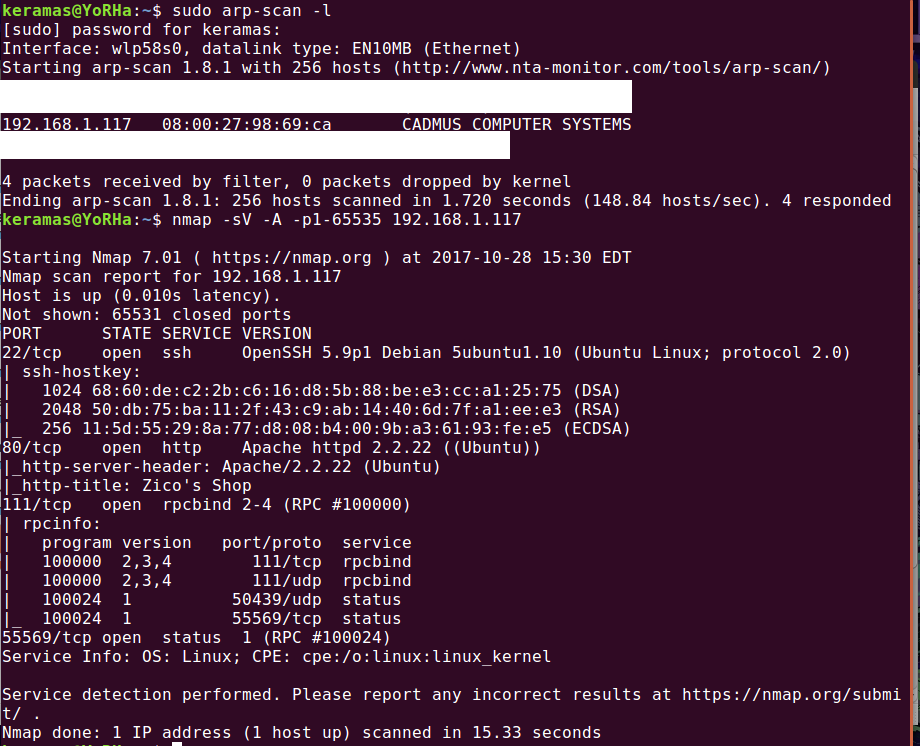 keramas@YoRHa:~$ sudo arp-scan -l
[sudo] password for keramas:
Interface: wlp58s0, datalink type: EN10MB (Ethernet)
Starting arp-scan 1.8.1 with 256 hosts (http://www.nta-monitor.com/tools/arp-scan/)
192.168.1.117   08:00:27:98:69:ca       CADMUS COMPUTER SYSTEMS
4 packets received by filter, 0 packets dropped by kernel
Ending arp-scan 1.8.1: 256 hosts scanned in 1.720 seconds (148.84 hosts/sec). 4 responded
keramas@YoRHa:~$ nmap -sV -A -p1-65535 192.168.1.117
Starting Nmap 7.01 ( https://nmap.org ) at 2017-10-28 15:30 EDT
Nmap scan report for 192.168.1.117
Host is up (0.010s latency).
Not shown: 65531 closed ports
PORT      STATE SERVICE VERSION
22/tcp    open  ssh     OpenSSH 5.9p1 Debian 5ubuntu1.10 (Ubuntu Linux; protocol 2.0)
| ssh-hostkey:
|   1024 68:60:de:c2:2b:c6:16:d8:5b:88:be:e3:cc:a1:25:75 (DSA)
|   2048 50:db:75:ba:11:2f:43:c9:ab:14:40:6d:7f:a1:ee:e3 (RSA)
|_  256 11:5d:55:29:8a:77:d8:08:b4:00:9b:a3:61:93:fe:e5 (ECDSA)
80/tcp    open  http    Apache httpd 2.2.22 ((Ubuntu))
|_http-server-header: Apache/2.2.22 (Ubuntu)
|_http-title: Zico's Shop
111/tcp   open  rpcbind 2-4 (RPC #100000)
| rpcinfo:
|   program version   port/proto  service
|   100000  2,3,4        111/tcp  rpcbind
|   100000  2,3,4        111/udp  rpcbind
|   100024  1          50439/udp  status
|_  100024  1          55569/tcp  status
55569/tcp open  status  1 (RPC #100024)
Service Info: OS: Linux; CPE: cpe:/o:linux:linux_kernel
Service detection performed. Please report any incorrect results at https://nmap.org/submi
t/ .
Nmap done: 1 IP address (1 host up) scanned in 15.33 seconds